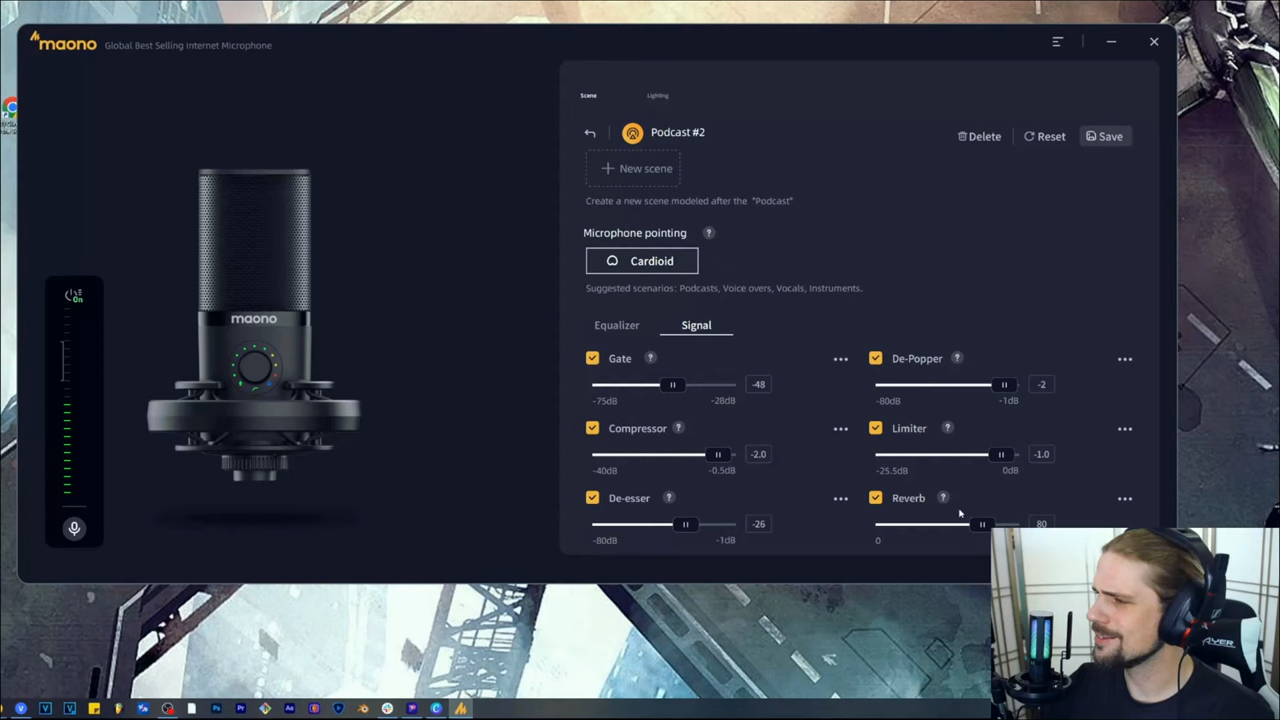 maono Global Best Selling Internet Microphone
Scene Lighting
Podcast #2
Delete Reset Save
+ New scene
Create a new scene modeled after the "Podcast"
Microphone pointing ?
Cardioid
Suggested scenarios: Podcasts, Voice overs, Vocals, Instruments.
Equalizer Signal
Gate ? De-Popper ?
-48 -2
-75dB -28dB -80dB -1dB
Compressor ? Limiter ?
-2.0 -1.0
-40dB -0.5dB -25.5dB 0dB
De-esser ? Reverb ?
-26 80
-80dB -1dB 0
On
maono